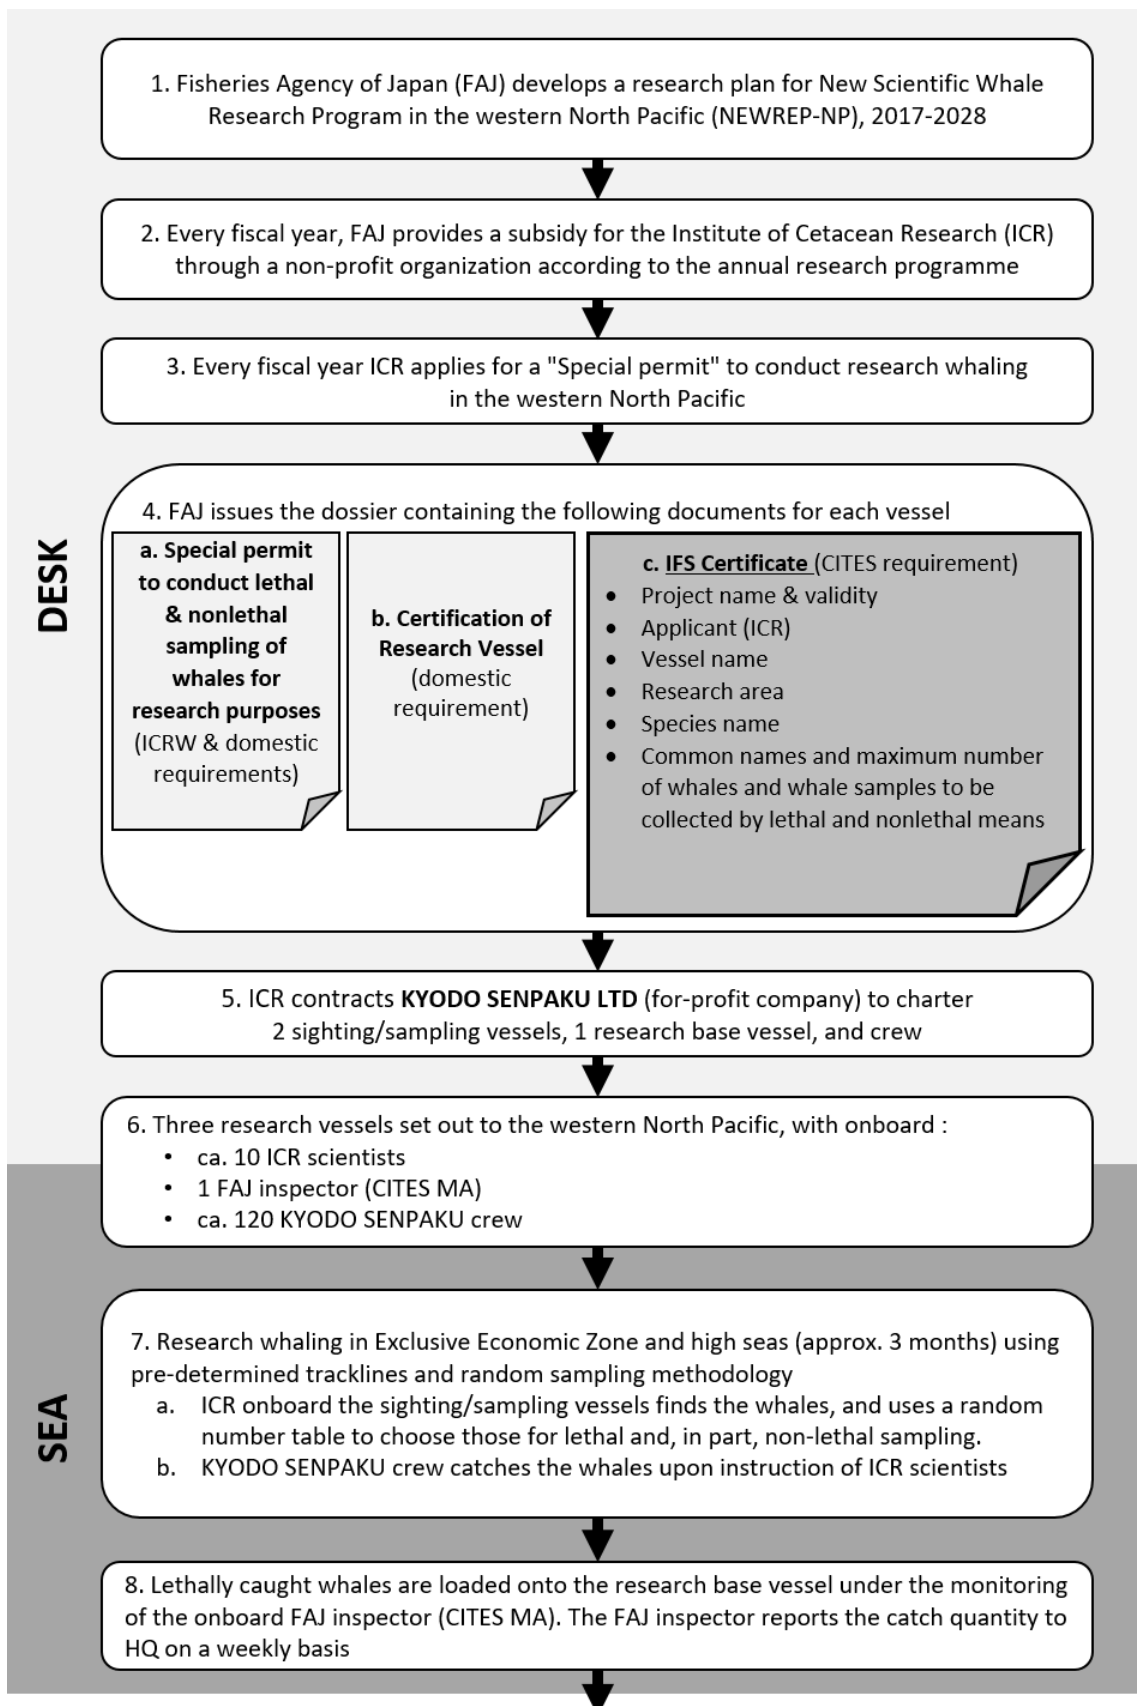 1. Fisheries Agency of Japan (FAJ) develops a research plan for New Scientific Whale
Research Program in the western North Pacific (NEWREP-NP), 2017-2028
2. Every fiscal year, FAJ provides a subsidy for the Institute of Cetacean Research (ICR)
through a non-profit organization according to the annual research programme
3. Every fiscal year ICR applies for a "Special permit" to conduct research whaling
in the western North Pacific
DESK
4. FAJ issues the dossier containing the following documents for each vessel
a. Special permit
to conduct lethal
& nonlethal
sampling of
whales for
research purposes
(ICRW & domestic
requirements)
b. Certification of
Research Vessel
(domestic
requirement)
c. IFS Certificate (CITES requirement)
• Project name & validity
• Applicant (ICR)
• Vessel name
• Research area
• Species name
• Common names and maximum number
of whales and whale samples to be
collected by lethal and nonlethal means
5. ICR contracts KYODO SENPAKU LTD (for-profit company) to charter
2 sighting/sampling vessels, 1 research base vessel, and crew
6. Three research vessels set out to the western North Pacific, with onboard :
• ca. 10 ICR scientists
• 1 FAJ inspector (CITES MA)
• ca. 120 KYODO SENPAKU crew
SEA
7. Research whaling in Exclusive Economic Zone and high seas (approx. 3 months) using
pre-determined tracklines and random sampling methodology
a. ICR onboard the sighting/sampling vessels finds the whales, and uses a random
number table to choose those for lethal and, in part, non-lethal sampling.
b. KYODO SENPAKU crew catches the whales upon instruction of ICR scientists
8. Lethally caught whales are loaded onto the research base vessel under the monitoring
of the onboard FAJ inspector (CITES MA). The FAJ inspector reports the catch quantity to
HQ on a weekly basis